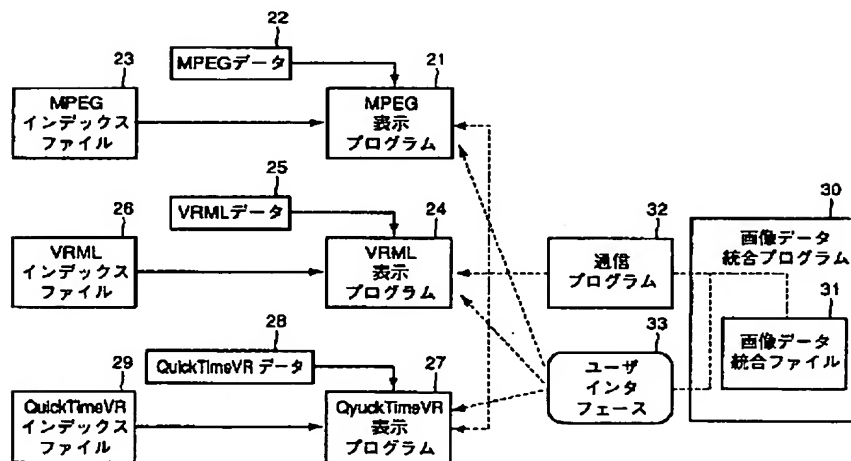 22
MPEGデータ
23
MPEG
インデックス
ファイル
21
MPEG
表示
プログラム
25
VRMLデータ
26
VRML
インデックス
ファイル
24
VRML
表示
プログラム
32
通信
プログラム
30
画像データ
統合プログラム
31
画像データ
統合ファイル
28
QuickTimeVR データ
29
QuickTimeVR
インデックス
ファイル
27
QyuckTimeVR
表示
プログラム
33
ユーザ
インタ
フェース